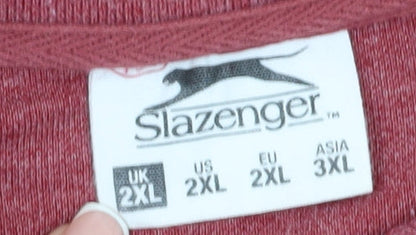 Slazenger™
UK US EU ASIA
2XL 2XL 2XL 3XL